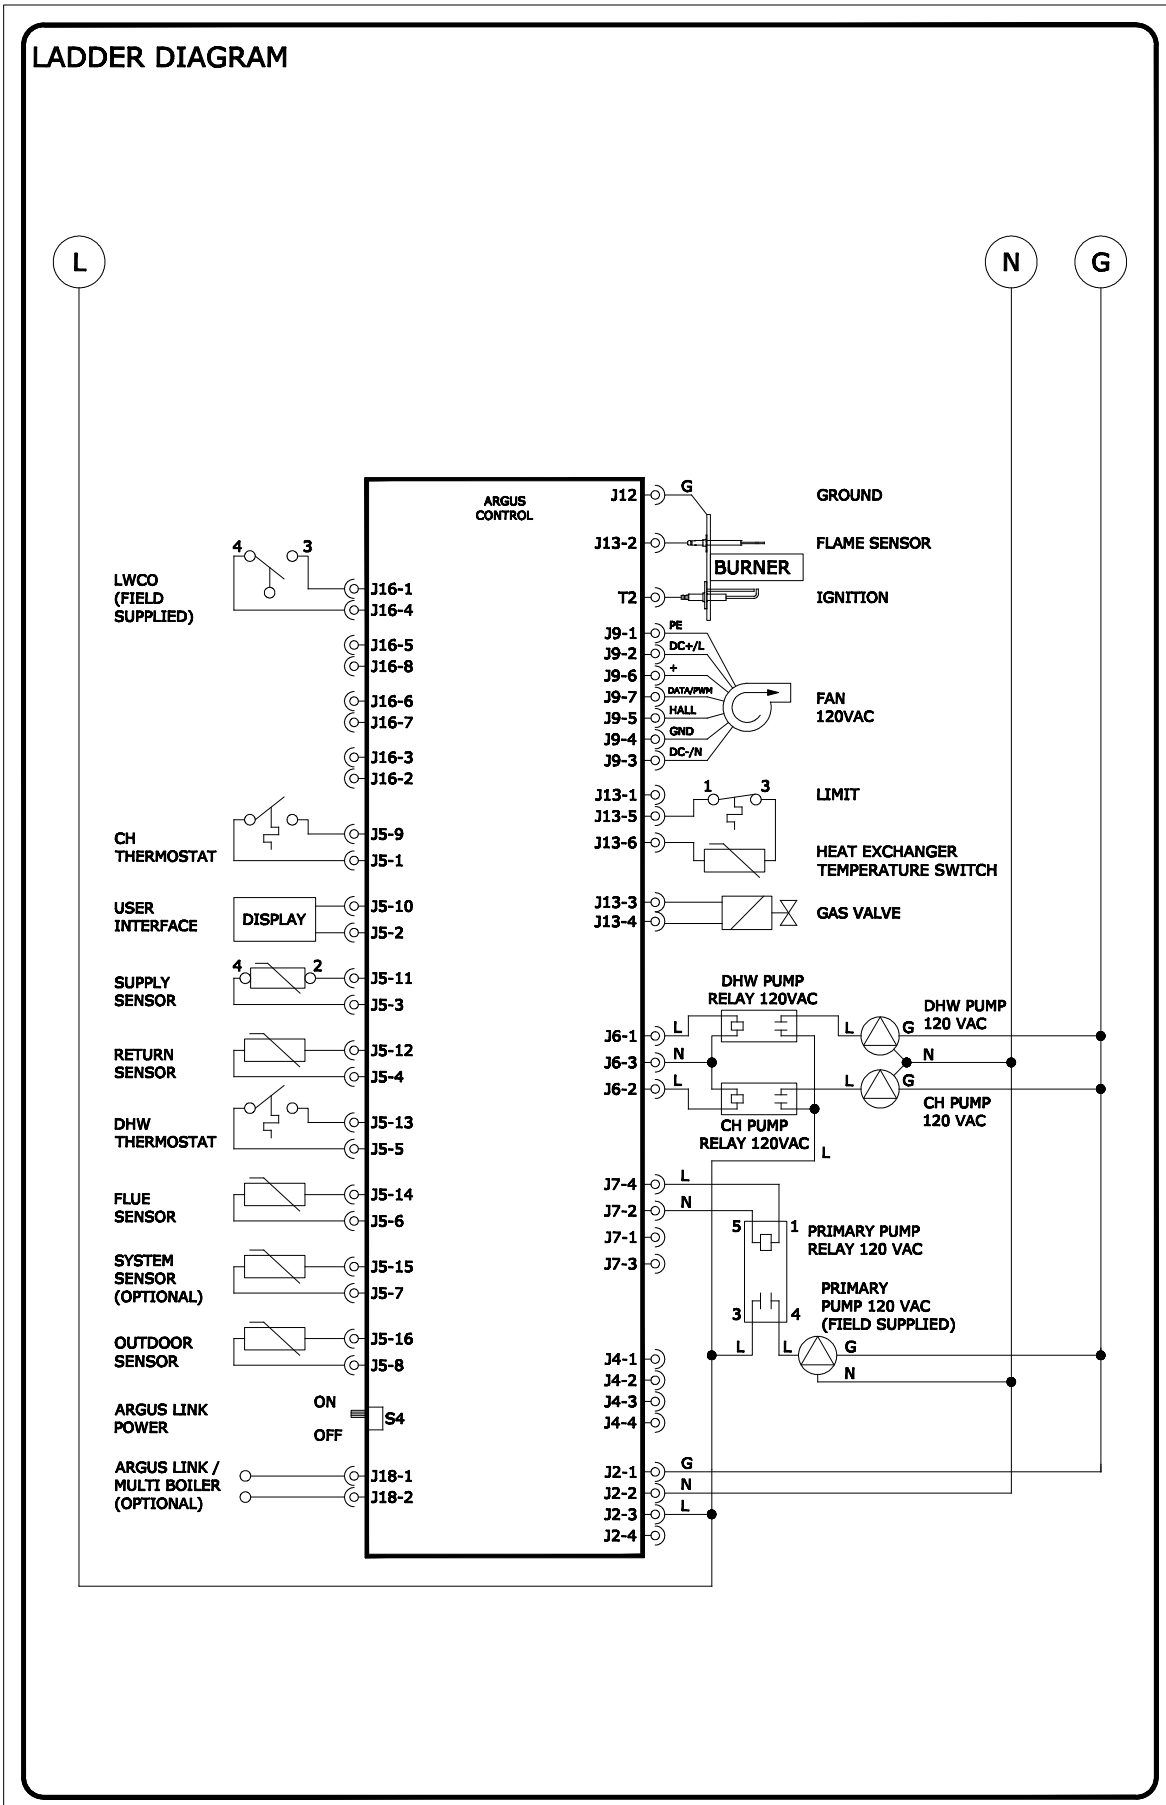 LADDER DIAGRAM
L
N
G
ARGUS
CONTROL
4
3
LWCO
(FIELD
SUPPLIED)
J16-1
J16-4
J16-5
J16-8
J16-6
J16-7
J16-3
J16-2
CH
THERMOSTAT
J5-9
J5-1
USER
INTERFACE
DISPLAY
J5-10
J5-2
SUPPLY
SENSOR
4
2
J5-11
J5-3
RETURN
SENSOR
J5-12
J5-4
DHW
THERMOSTAT
J5-13
J5-5
FLUE
SENSOR
J5-14
J5-6
SYSTEM
SENSOR
(OPTIONAL)
J5-15
J5-7
OUTDOOR
SENSOR
J5-16
J5-8
ARGUS LINK
POWER
ON
OFF
S4
ARGUS LINK /
MULTI BOILER
(OPTIONAL)
J18-1
J18-2
J12
G
GROUND
J13-2
FLAME SENSOR
BURNER
T2
IGNITION
J9-1
PE
J9-2
DC+/L
J9-6
+
J9-7
DATA/PWM
J9-5
HALL
J9-4
GND
J9-3
DC-/N
FAN
120VAC
J13-1
J13-5
J13-6
1
3
LIMIT
HEAT EXCHANGER
TEMPERATURE SWITCH
J13-3
J13-4
GAS VALVE
DHW PUMP
RELAY 120VAC
DHW PUMP
120 VAC
J6-1
L
L
G
J6-3
N
N
J6-2
L
L
G
CH PUMP
RELAY 120VAC
CH PUMP
120 VAC
L
J7-4
L
J7-2
N
J7-1
J7-3
5
1
PRIMARY PUMP
RELAY 120 VAC
3
4
PRIMARY
PUMP 120 VAC
(FIELD SUPPLIED)
L
L
G
N
J4-1
J4-2
J4-3
J4-4
J2-1
G
J2-2
N
J2-3
L
J2-4